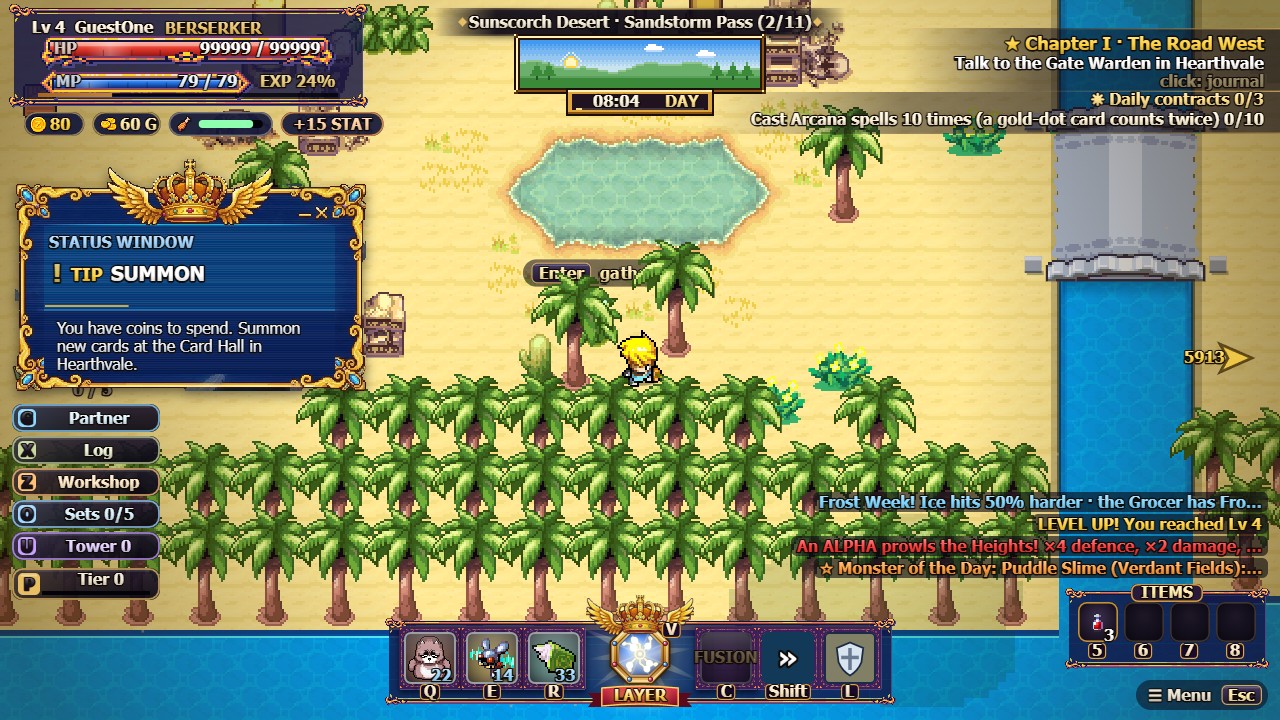 Lv 4 GuestOne BERSERKER
HP 99999 / 99999
MP 79 / 79 EXP 24%
80 60 G +15 STAT
Sunscorch Desert · Sandstorm Pass (2/11)
08:04 DAY
★ Chapter I · The Road West
Talk to the Gate Warden in Hearthvale
click: journal
✱ Daily contracts 0/3
Cast Arcana spells 10 times (a gold-dot card counts twice) 0/10
STATUS WINDOW
! TIP SUMMON
You have coins to spend. Summon
new cards at the Card Hall in
Hearthvale.
Enter gath
5913
Partner
X Log
Z Workshop
Sets 0/5
U Tower 0
P Tier 0
Frost Week! Ice hits 50% harder · the Grocer has Fro...
LEVEL UP! You reached Lv 4
An ALPHA prowls the Heights! ×4 defence, ×2 damage, ...
☆ Monster of the Day: Puddle Slime (Verdant Fields):...
ITEMS
3
5 6 7 8
22 14 33 V FUSION »
Q E R LAYER C Shift L
☰ Menu Esc